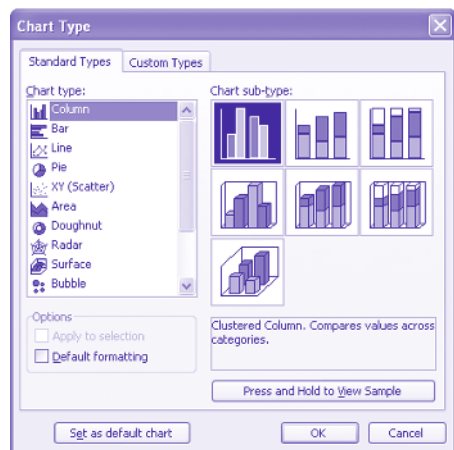 Chart Type
Standard Types
Custom Types
Chart type:
Column
Bar
Line
Pie
XY (Scatter)
Area
Doughnut
Radar
Surface
Bubble
Chart sub-type:
Clustered Column. Compares values across
categories.
Options
Apply to selection
Default formatting
Press and Hold to View Sample
Set as default chart
OK
Cancel